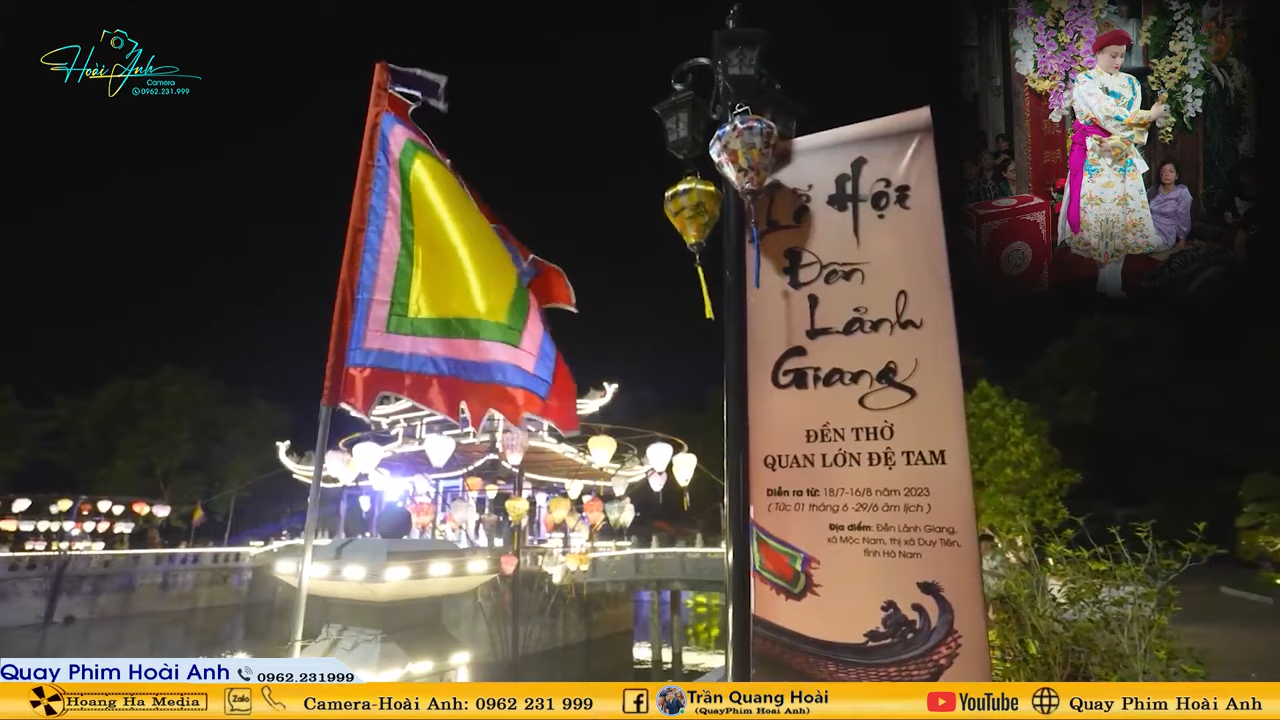 Hoài Anh
Camera
0962.231.999
Lễ Hội
Đền
Lảnh
Giang
ĐỀN THỜ
QUAN LỚN ĐỆ TAM
Diễn ra từ: 18/7-16/8 năm 2023
( Tức 01 tháng 6 -29/6 âm lịch )
Địa điểm: Đền Lảnh Giang,
xã Mộc Nam, thị xã Duy Tiên,
tỉnh Hà Nam
Quay Phim Hoài Anh 0962.231999
Hoang Ha Media
Zalo
Camera-Hoài Anh: 0962 231 999
Trần Quang Hoài
(QuayPhim Hoai Anh)
YouTube
Quay Phim Hoài Anh